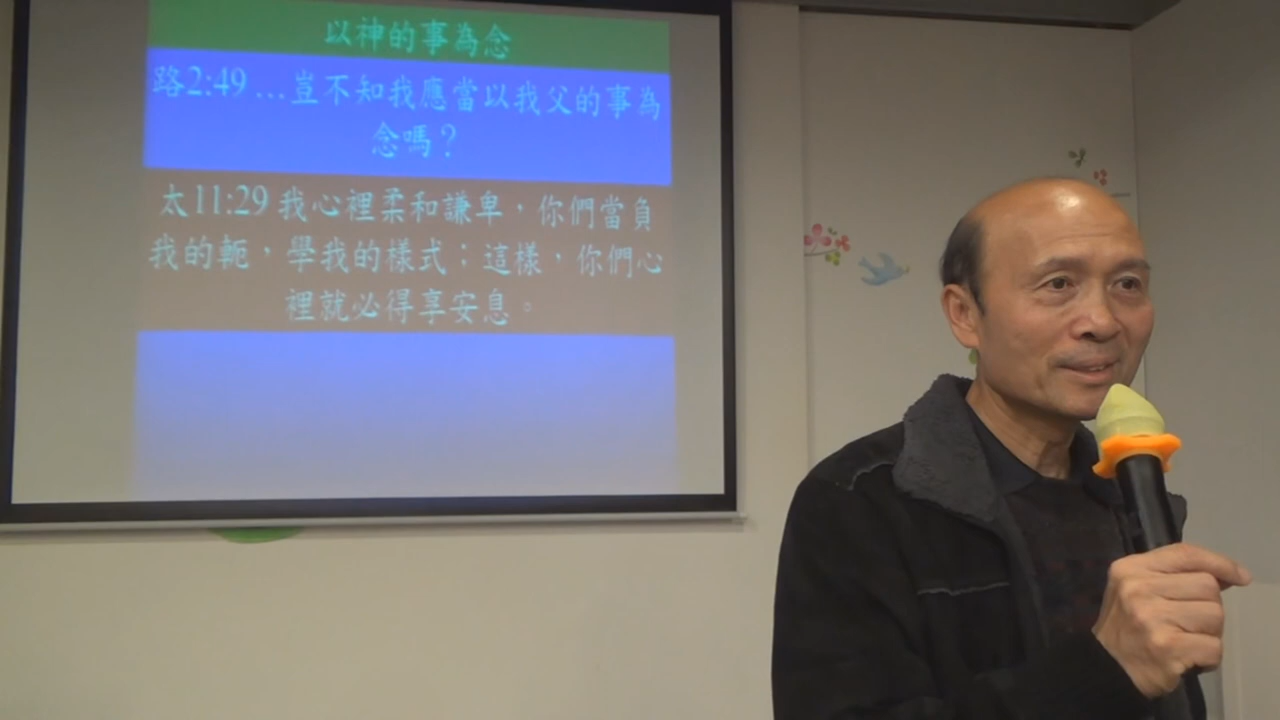 以神的事為念
路2:49 …豈不知我應當以我父的事為
念嗎？
太11:29 我心裡柔和謙卑，你們當負
我的軛，學我的樣式；這樣，你們心
裡就必得享安息。